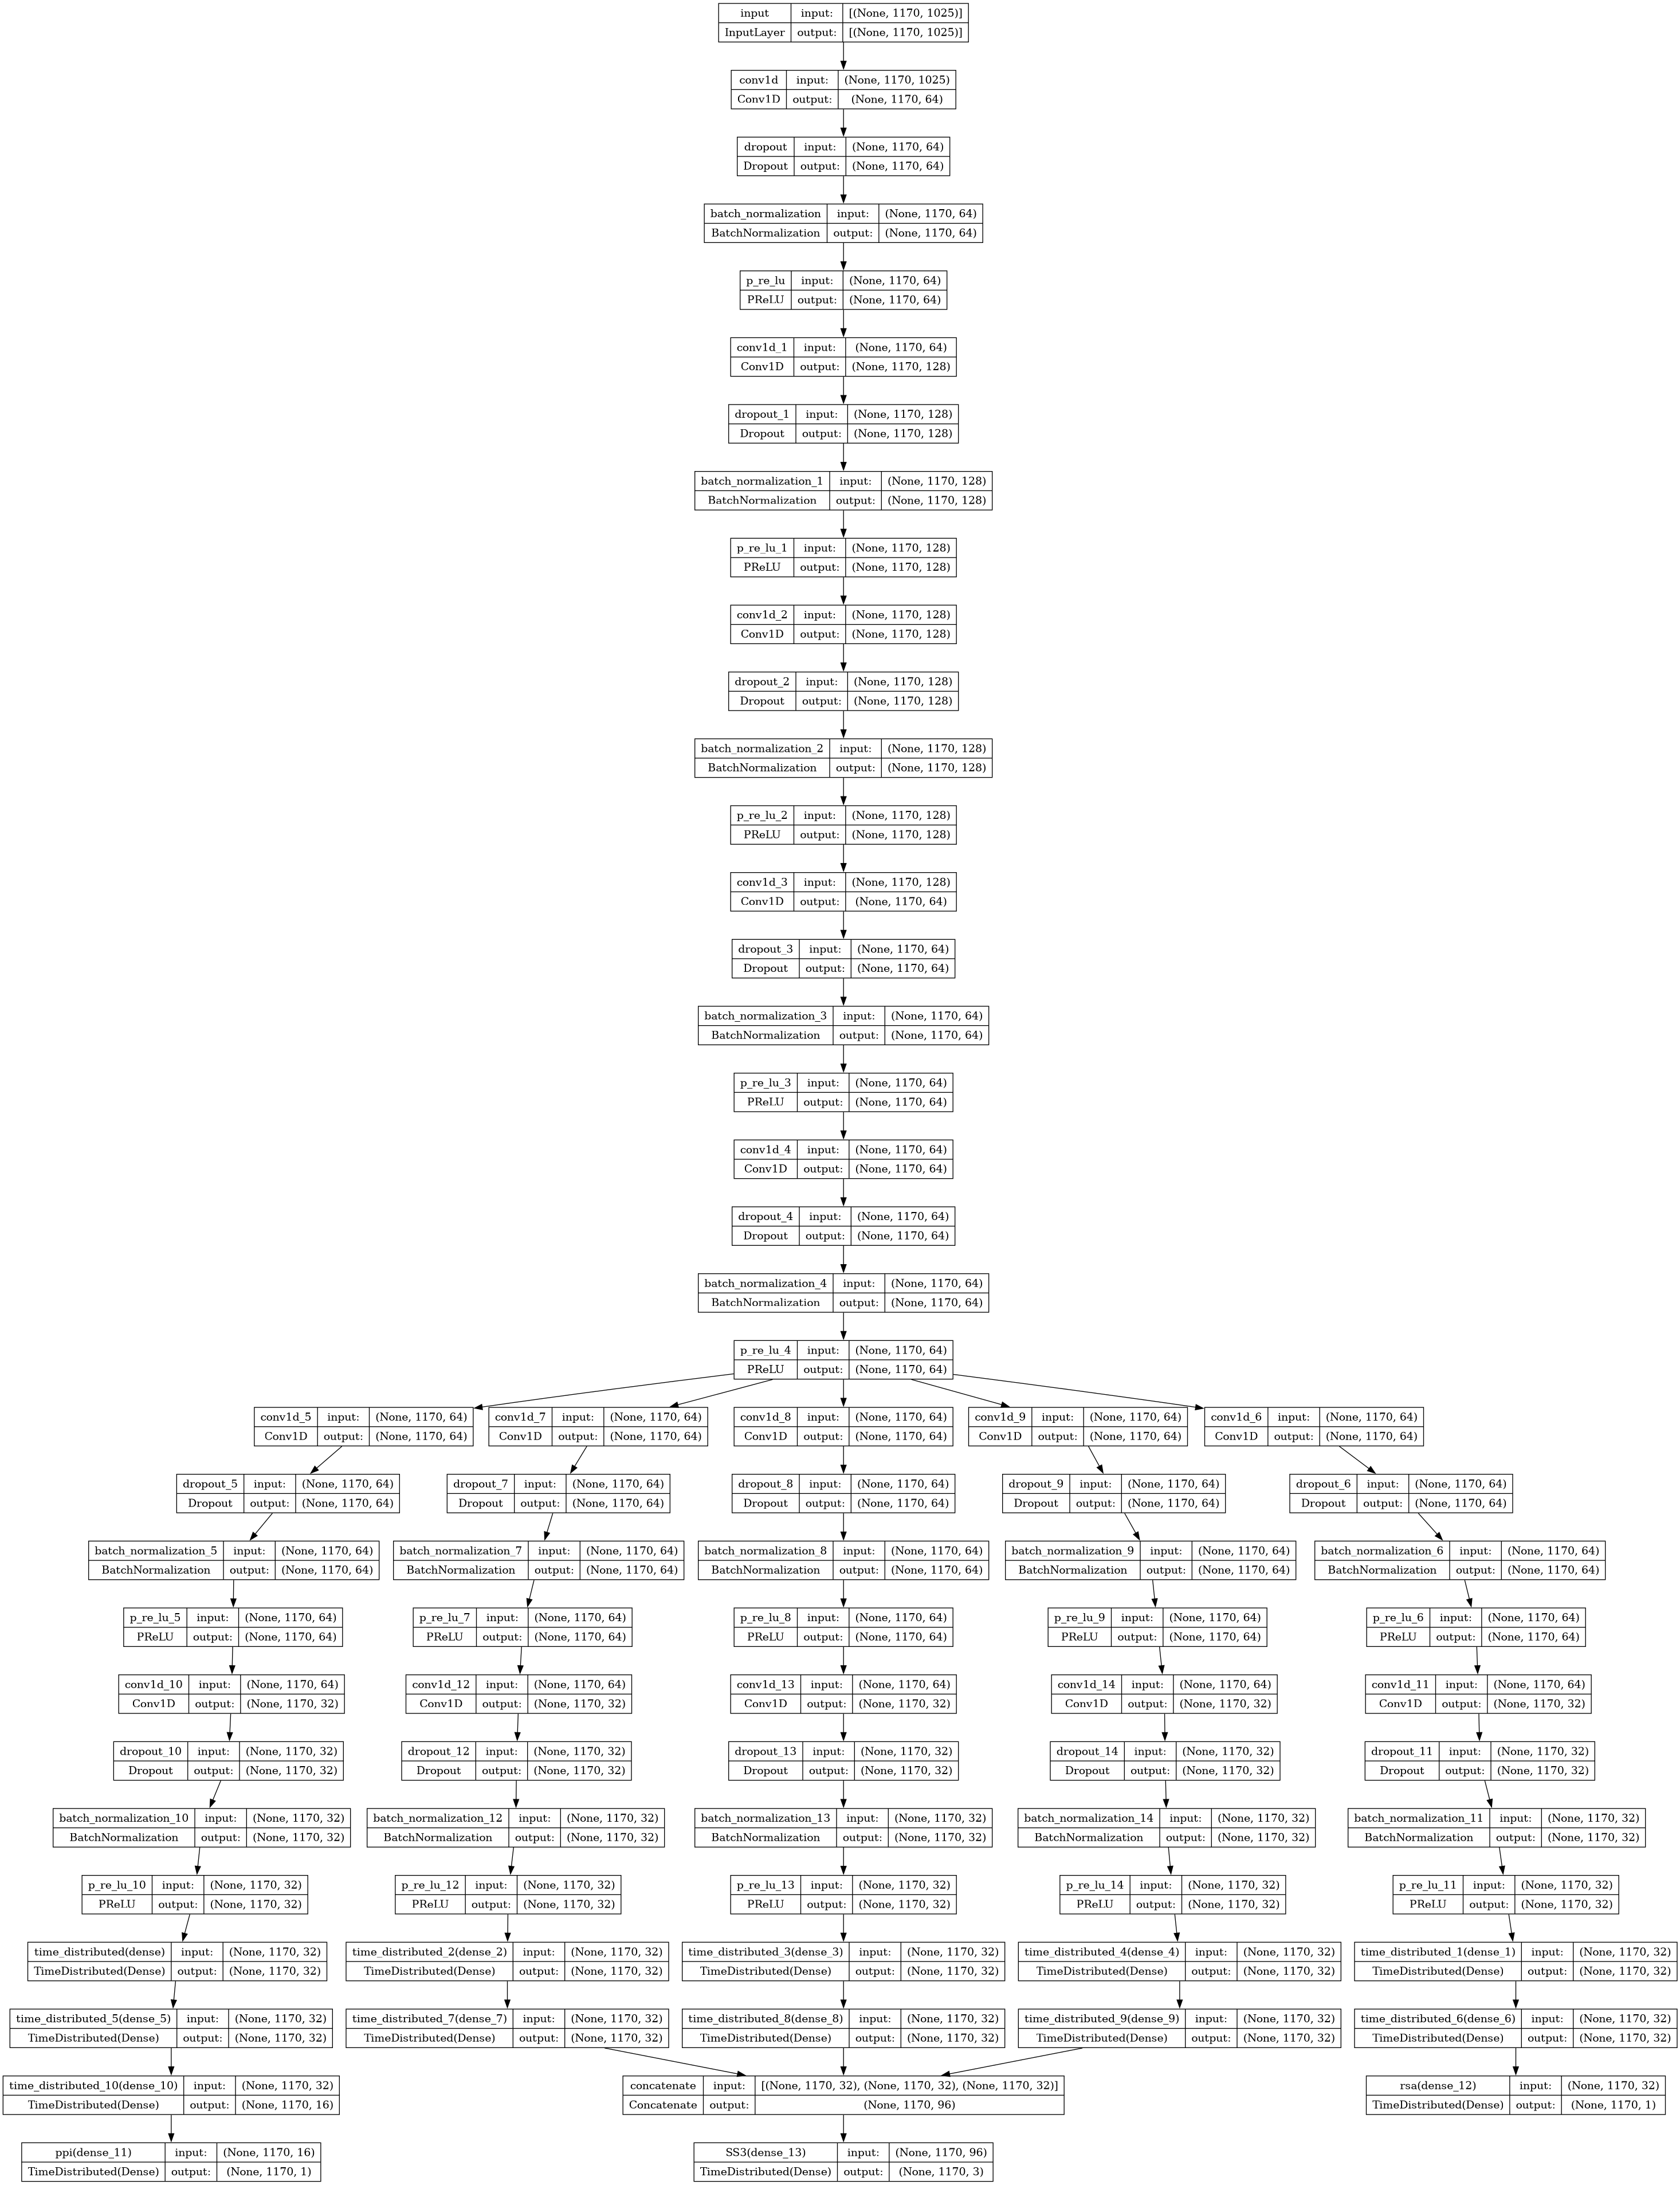 input input: [(None, 1170, 1025)]
InputLayer output: [(None, 1170, 1025)]
conv1d input: (None, 1170, 1025)
Conv1D output: (None, 1170, 64)
dropout input: (None, 1170, 64)
Dropout output: (None, 1170, 64)
batch_normalization input: (None, 1170, 64)
BatchNormalization output: (None, 1170, 64)
p_re_lu input: (None, 1170, 64)
PReLU output: (None, 1170, 64)
conv1d_1 input: (None, 1170, 64)
Conv1D output: (None, 1170, 128)
dropout_1 input: (None, 1170, 128)
Dropout output: (None, 1170, 128)
batch_normalization_1 input: (None, 1170, 128)
BatchNormalization output: (None, 1170, 128)
p_re_lu_1 input: (None, 1170, 128)
PReLU output: (None, 1170, 128)
conv1d_2 input: (None, 1170, 128)
Conv1D output: (None, 1170, 128)
dropout_2 input: (None, 1170, 128)
Dropout output: (None, 1170, 128)
batch_normalization_2 input: (None, 1170, 128)
BatchNormalization output: (None, 1170, 128)
p_re_lu_2 input: (None, 1170, 128)
PReLU output: (None, 1170, 128)
conv1d_3 input: (None, 1170, 128)
Conv1D output: (None, 1170, 64)
dropout_3 input: (None, 1170, 64)
Dropout output: (None, 1170, 64)
batch_normalization_3 input: (None, 1170, 64)
BatchNormalization output: (None, 1170, 64)
p_re_lu_3 input: (None, 1170, 64)
PReLU output: (None, 1170, 64)
conv1d_4 input: (None, 1170, 64)
Conv1D output: (None, 1170, 64)
dropout_4 input: (None, 1170, 64)
Dropout output: (None, 1170, 64)
batch_normalization_4 input: (None, 1170, 64)
BatchNormalization output: (None, 1170, 64)
p_re_lu_4 input: (None, 1170, 64)
PReLU output: (None, 1170, 64)
conv1d_5 input: (None, 1170, 64) conv1d_7 input: (None, 1170, 64) conv1d_8 input: (None, 1170, 64) conv1d_9 input: (None, 1170, 64) conv1d_6 input: (None, 1170, 64)
Conv1D output: (None, 1170, 64) Conv1D output: (None, 1170, 64) Conv1D output: (None, 1170, 64) Conv1D output: (None, 1170, 64) Conv1D output: (None, 1170, 64)
dropout_5 input: (None, 1170, 64) dropout_7 input: (None, 1170, 64) dropout_8 input: (None, 1170, 64) dropout_9 input: (None, 1170, 64) dropout_6 input: (None, 1170, 64)
Dropout output: (None, 1170, 64) Dropout output: (None, 1170, 64) Dropout output: (None, 1170, 64) Dropout output: (None, 1170, 64) Dropout output: (None, 1170, 64)
batch_normalization_5 input: (None, 1170, 64) batch_normalization_7 input: (None, 1170, 64) batch_normalization_8 input: (None, 1170, 64) batch_normalization_9 input: (None, 1170, 64) batch_normalization_6 input: (None, 1170, 64)
BatchNormalization output: (None, 1170, 64) BatchNormalization output: (None, 1170, 64) BatchNormalization output: (None, 1170, 64) BatchNormalization output: (None, 1170, 64) BatchNormalization output: (None, 1170, 64)
p_re_lu_5 input: (None, 1170, 64) p_re_lu_7 input: (None, 1170, 64) p_re_lu_8 input: (None, 1170, 64) p_re_lu_9 input: (None, 1170, 64) p_re_lu_6 input: (None, 1170, 64)
PReLU output: (None, 1170, 64) PReLU output: (None, 1170, 64) PReLU output: (None, 1170, 64) PReLU output: (None, 1170, 64) PReLU output: (None, 1170, 64)
conv1d_10 input: (None, 1170, 64) conv1d_12 input: (None, 1170, 64) conv1d_13 input: (None, 1170, 64) conv1d_14 input: (None, 1170, 64) conv1d_11 input: (None, 1170, 64)
Conv1D output: (None, 1170, 32) Conv1D output: (None, 1170, 32) Conv1D output: (None, 1170, 32) Conv1D output: (None, 1170, 32) Conv1D output: (None, 1170, 32)
dropout_10 input: (None, 1170, 32) dropout_12 input: (None, 1170, 32) dropout_13 input: (None, 1170, 32) dropout_14 input: (None, 1170, 32) dropout_11 input: (None, 1170, 32)
Dropout output: (None, 1170, 32) Dropout output: (None, 1170, 32) Dropout output: (None, 1170, 32) Dropout output: (None, 1170, 32) Dropout output: (None, 1170, 32)
batch_normalization_10 input: (None, 1170, 32) batch_normalization_12 input: (None, 1170, 32) batch_normalization_13 input: (None, 1170, 32) batch_normalization_14 input: (None, 1170, 32) batch_normalization_11 input: (None, 1170, 32)
BatchNormalization output: (None, 1170, 32) BatchNormalization output: (None, 1170, 32) BatchNormalization output: (None, 1170, 32) BatchNormalization output: (None, 1170, 32) BatchNormalization output: (None, 1170, 32)
p_re_lu_10 input: (None, 1170, 32) p_re_lu_12 input: (None, 1170, 32) p_re_lu_13 input: (None, 1170, 32) p_re_lu_14 input: (None, 1170, 32) p_re_lu_11 input: (None, 1170, 32)
PReLU output: (None, 1170, 32) PReLU output: (None, 1170, 32) PReLU output: (None, 1170, 32) PReLU output: (None, 1170, 32) PReLU output: (None, 1170, 32)
time_distributed(dense) input: (None, 1170, 32) time_distributed_2(dense_2) input: (None, 1170, 32) time_distributed_3(dense_3) input: (None, 1170, 32) time_distributed_4(dense_4) input: (None, 1170, 32) time_distributed_1(dense_1) input: (None, 1170, 32)
TimeDistributed(Dense) output: (None, 1170, 32) TimeDistributed(Dense) output: (None, 1170, 32) TimeDistributed(Dense) output: (None, 1170, 32) TimeDistributed(Dense) output: (None, 1170, 32) TimeDistributed(Dense) output: (None, 1170, 32)
time_distributed_5(dense_5) input: (None, 1170, 32) time_distributed_7(dense_7) input: (None, 1170, 32) time_distributed_8(dense_8) input: (None, 1170, 32) time_distributed_9(dense_9) input: (None, 1170, 32) time_distributed_6(dense_6) input: (None, 1170, 32)
TimeDistributed(Dense) output: (None, 1170, 32) TimeDistributed(Dense) output: (None, 1170, 32) TimeDistributed(Dense) output: (None, 1170, 32) TimeDistributed(Dense) output: (None, 1170, 32) TimeDistributed(Dense) output: (None, 1170, 32)
time_distributed_10(dense_10) input: (None, 1170, 32) concatenate input: [(None, 1170, 32), (None, 1170, 32), (None, 1170, 32)] rsa(dense_12) input: (None, 1170, 32)
TimeDistributed(Dense) output: (None, 1170, 16) Concatenate output: (None, 1170, 96) TimeDistributed(Dense) output: (None, 1170, 1)
ppi(dense_11) input: (None, 1170, 16) SS3(dense_13) input: (None, 1170, 96)
TimeDistributed(Dense) output: (None, 1170, 1) TimeDistributed(Dense) output: (None, 1170, 3)